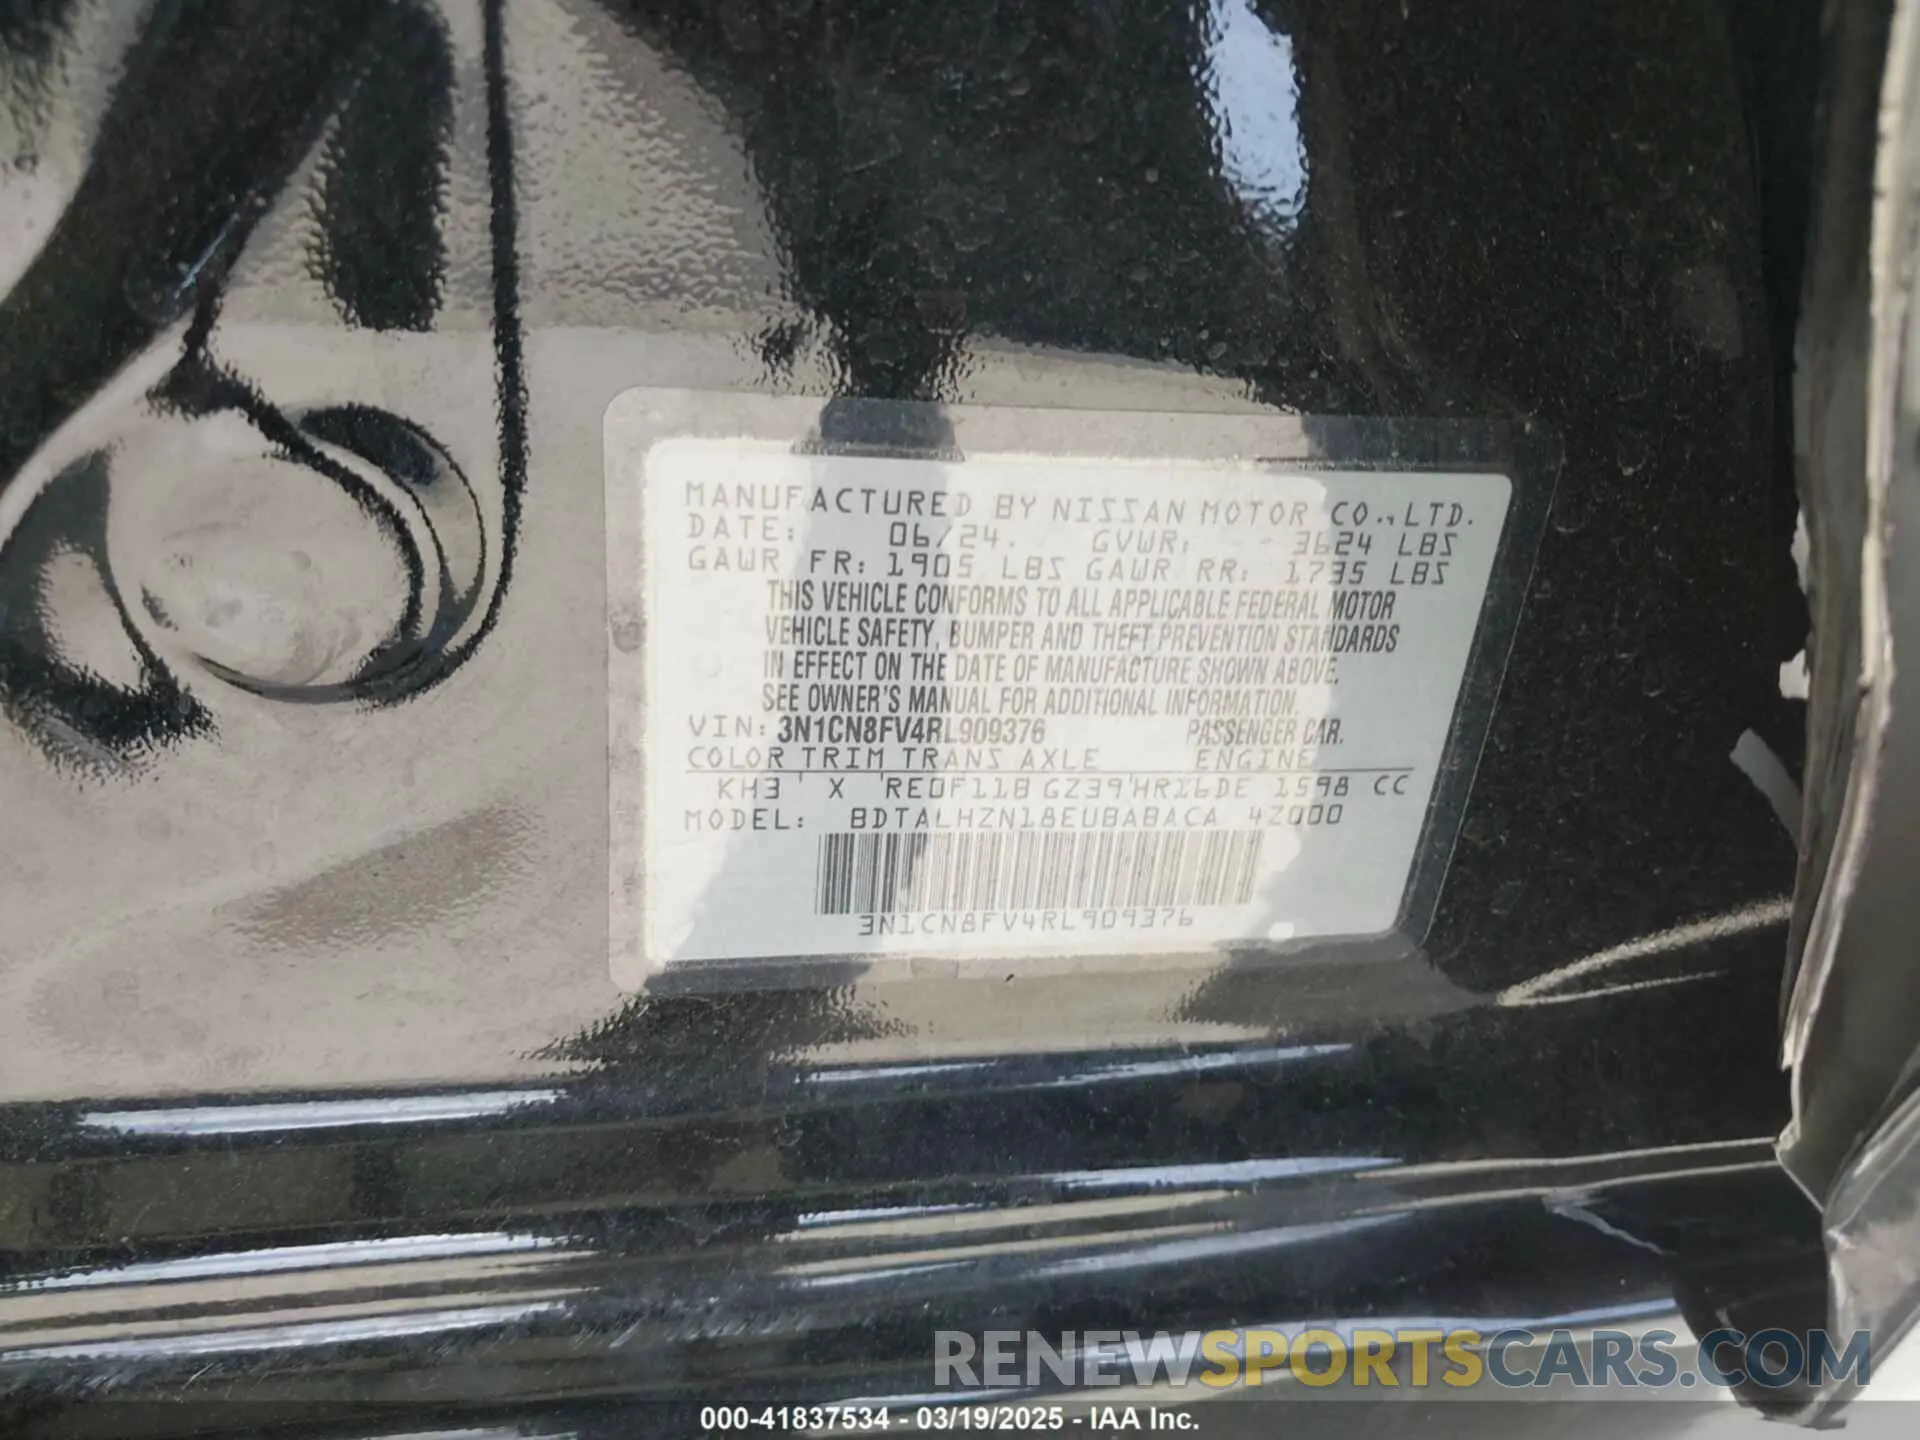 MANUFACTURED BY NISSAN MOTOR CO., LTD.
DATE: 06/24. GVWR: 3624 LBS
GAWR FR: 1905 LBS GAWR RR: 1735 LBS
THIS VEHICLE CONFORMS TO ALL APPLICABLE FEDERAL MOTOR
VEHICLE SAFETY, BUMPER AND THEFT PREVENTION STANDARDS
IN EFFECT ON THE DATE OF MANUFACTURE SHOWN ABOVE.
SEE OWNER'S MANUAL FOR ADDITIONAL INFORMATION.
VIN: 3N1CN8FV4RL909376 PASSENGER CAR.
COLOR TRIM TRANS AXLE ENGINE
KH3 ' X 'RE0F11B GZ39'HR16DE 1598 CC
MODEL: BDTALHZN18EUBABACA 4Z000
3N1CN8FV4RL909376
RENEWSPORTSCARS.COM
000-41837534 - 03/19/2025 - IAA Inc.